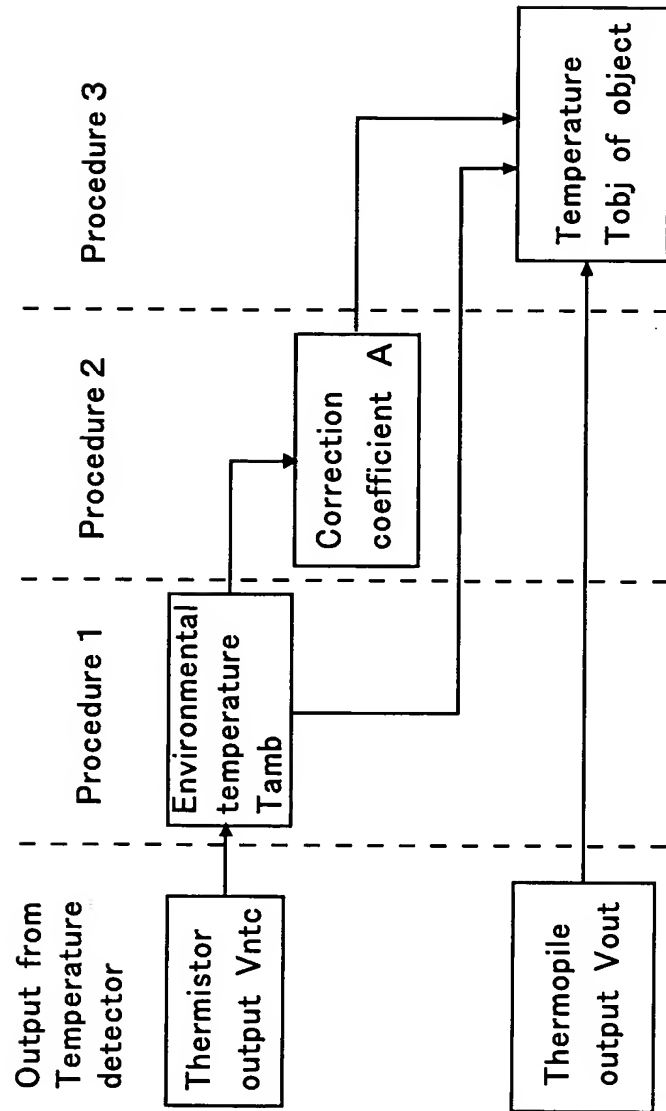 Output from
Temperature
detector
Procedure 1
Procedure 2
Procedure 3
Thermistor
output Vntc
Environmental
temperature
Tamb
Correction
coefficient A
Thermopile
output Vout
Temperature
Tobj of object